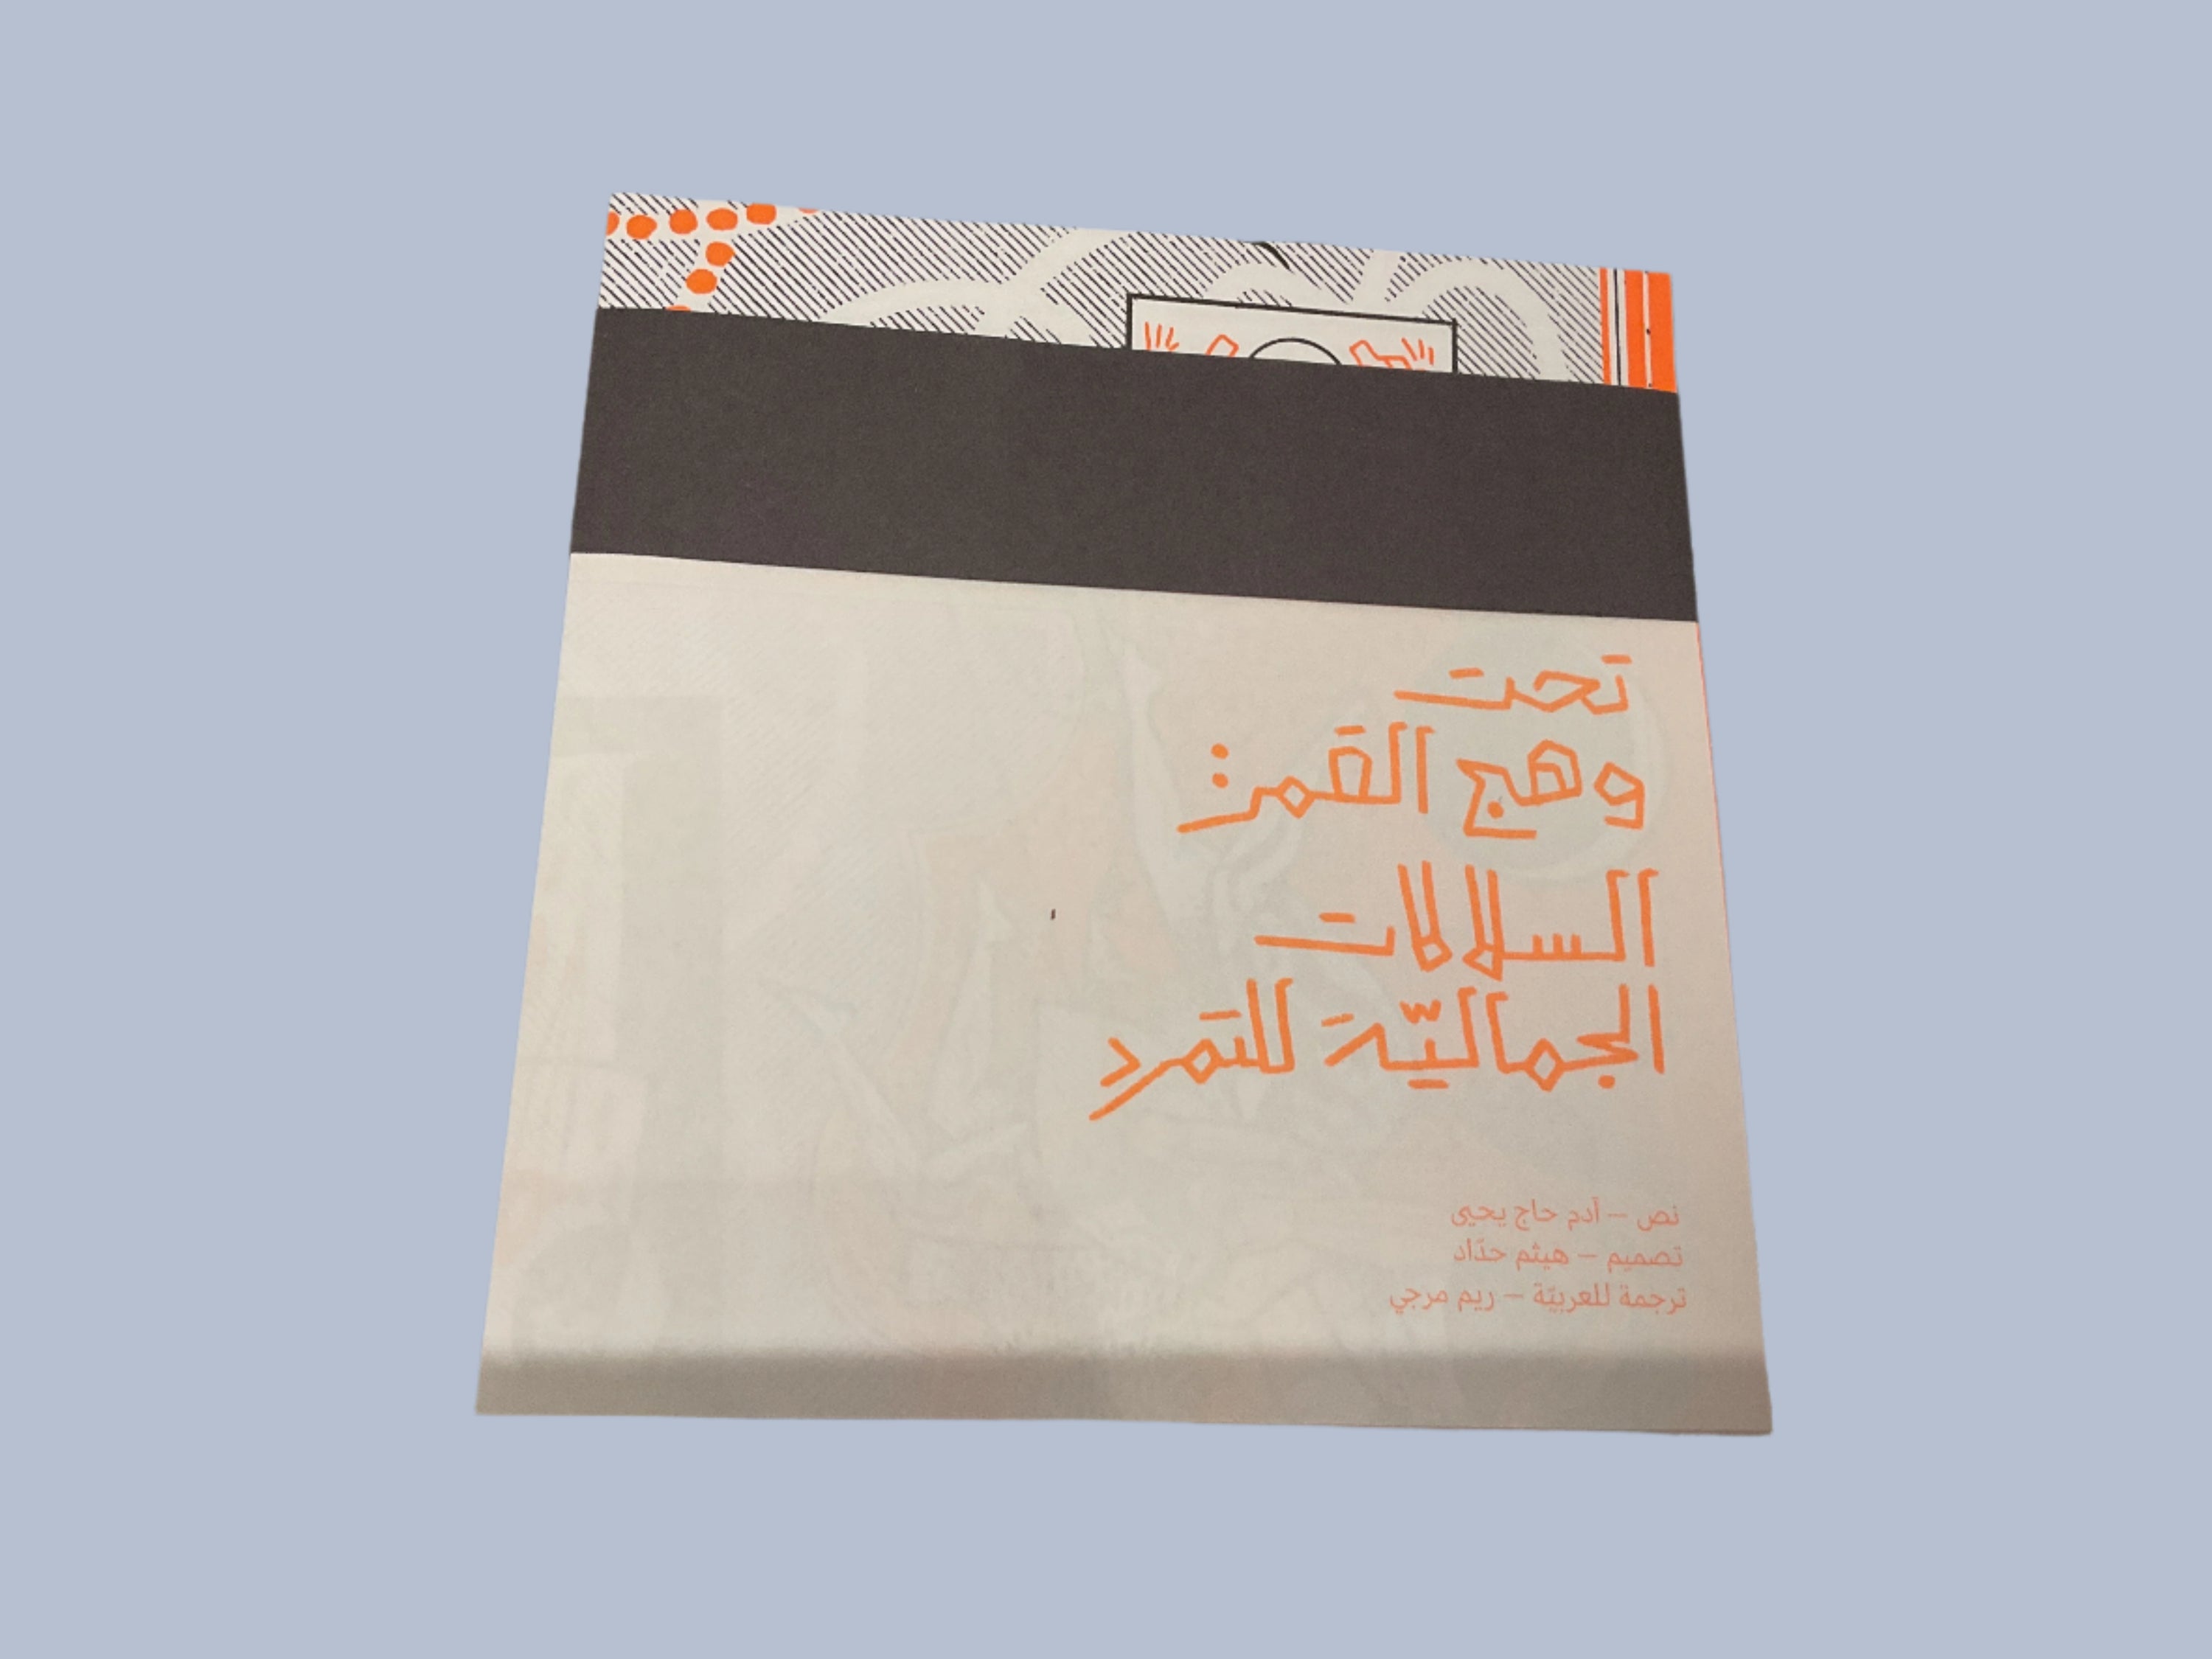 تحت
وهج القمر:
السلالات
الجماليّة للتمرد
نص – آدم حاج يحيى
تصميم – هيثم حدّاد
ترجمة للعربيّة – ريم مرجي